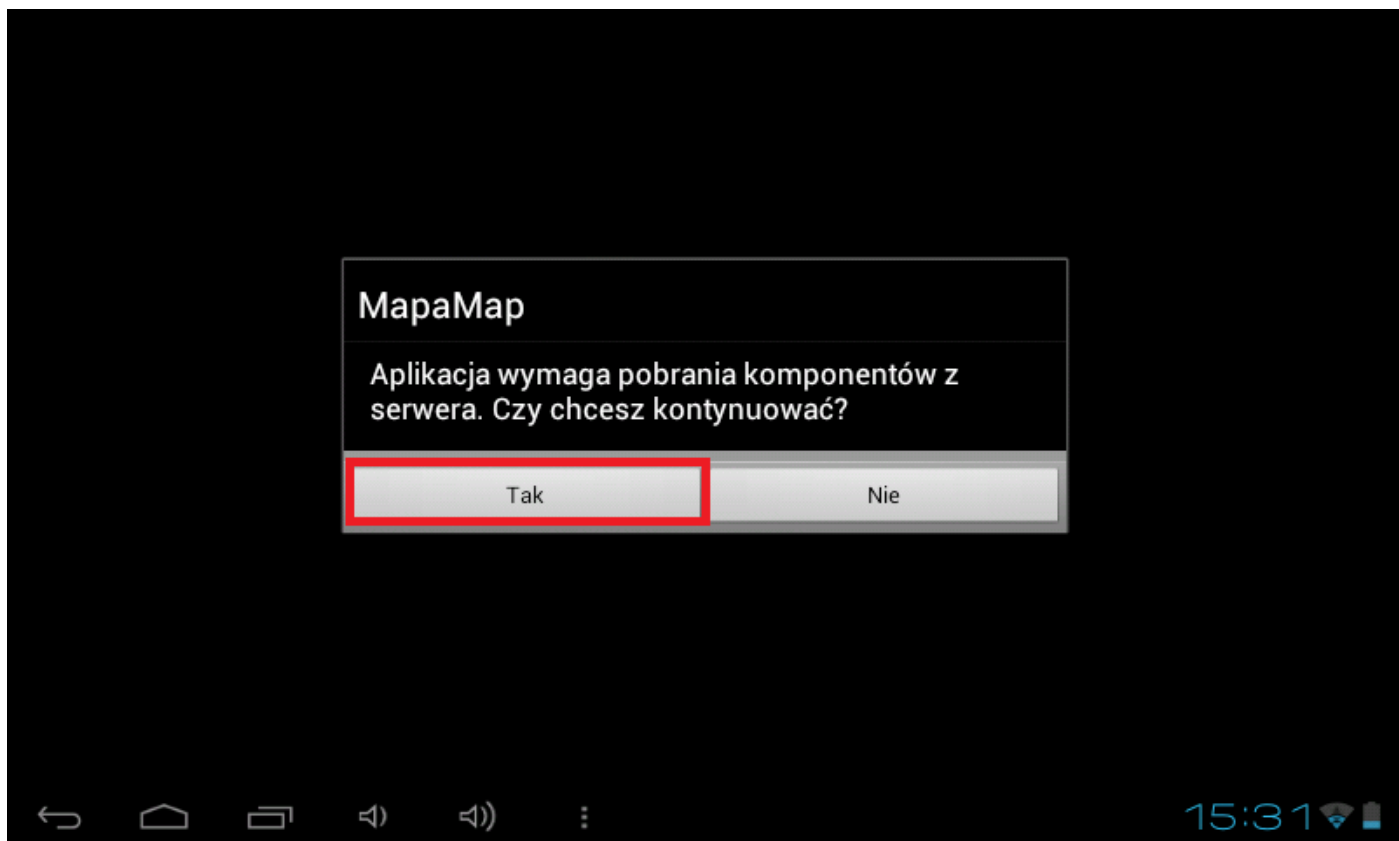 MapaMap
Aplikacja wymaga pobrania komponentów z
serwera. Czy chcesz kontynuować?
Tak Nie
15:31